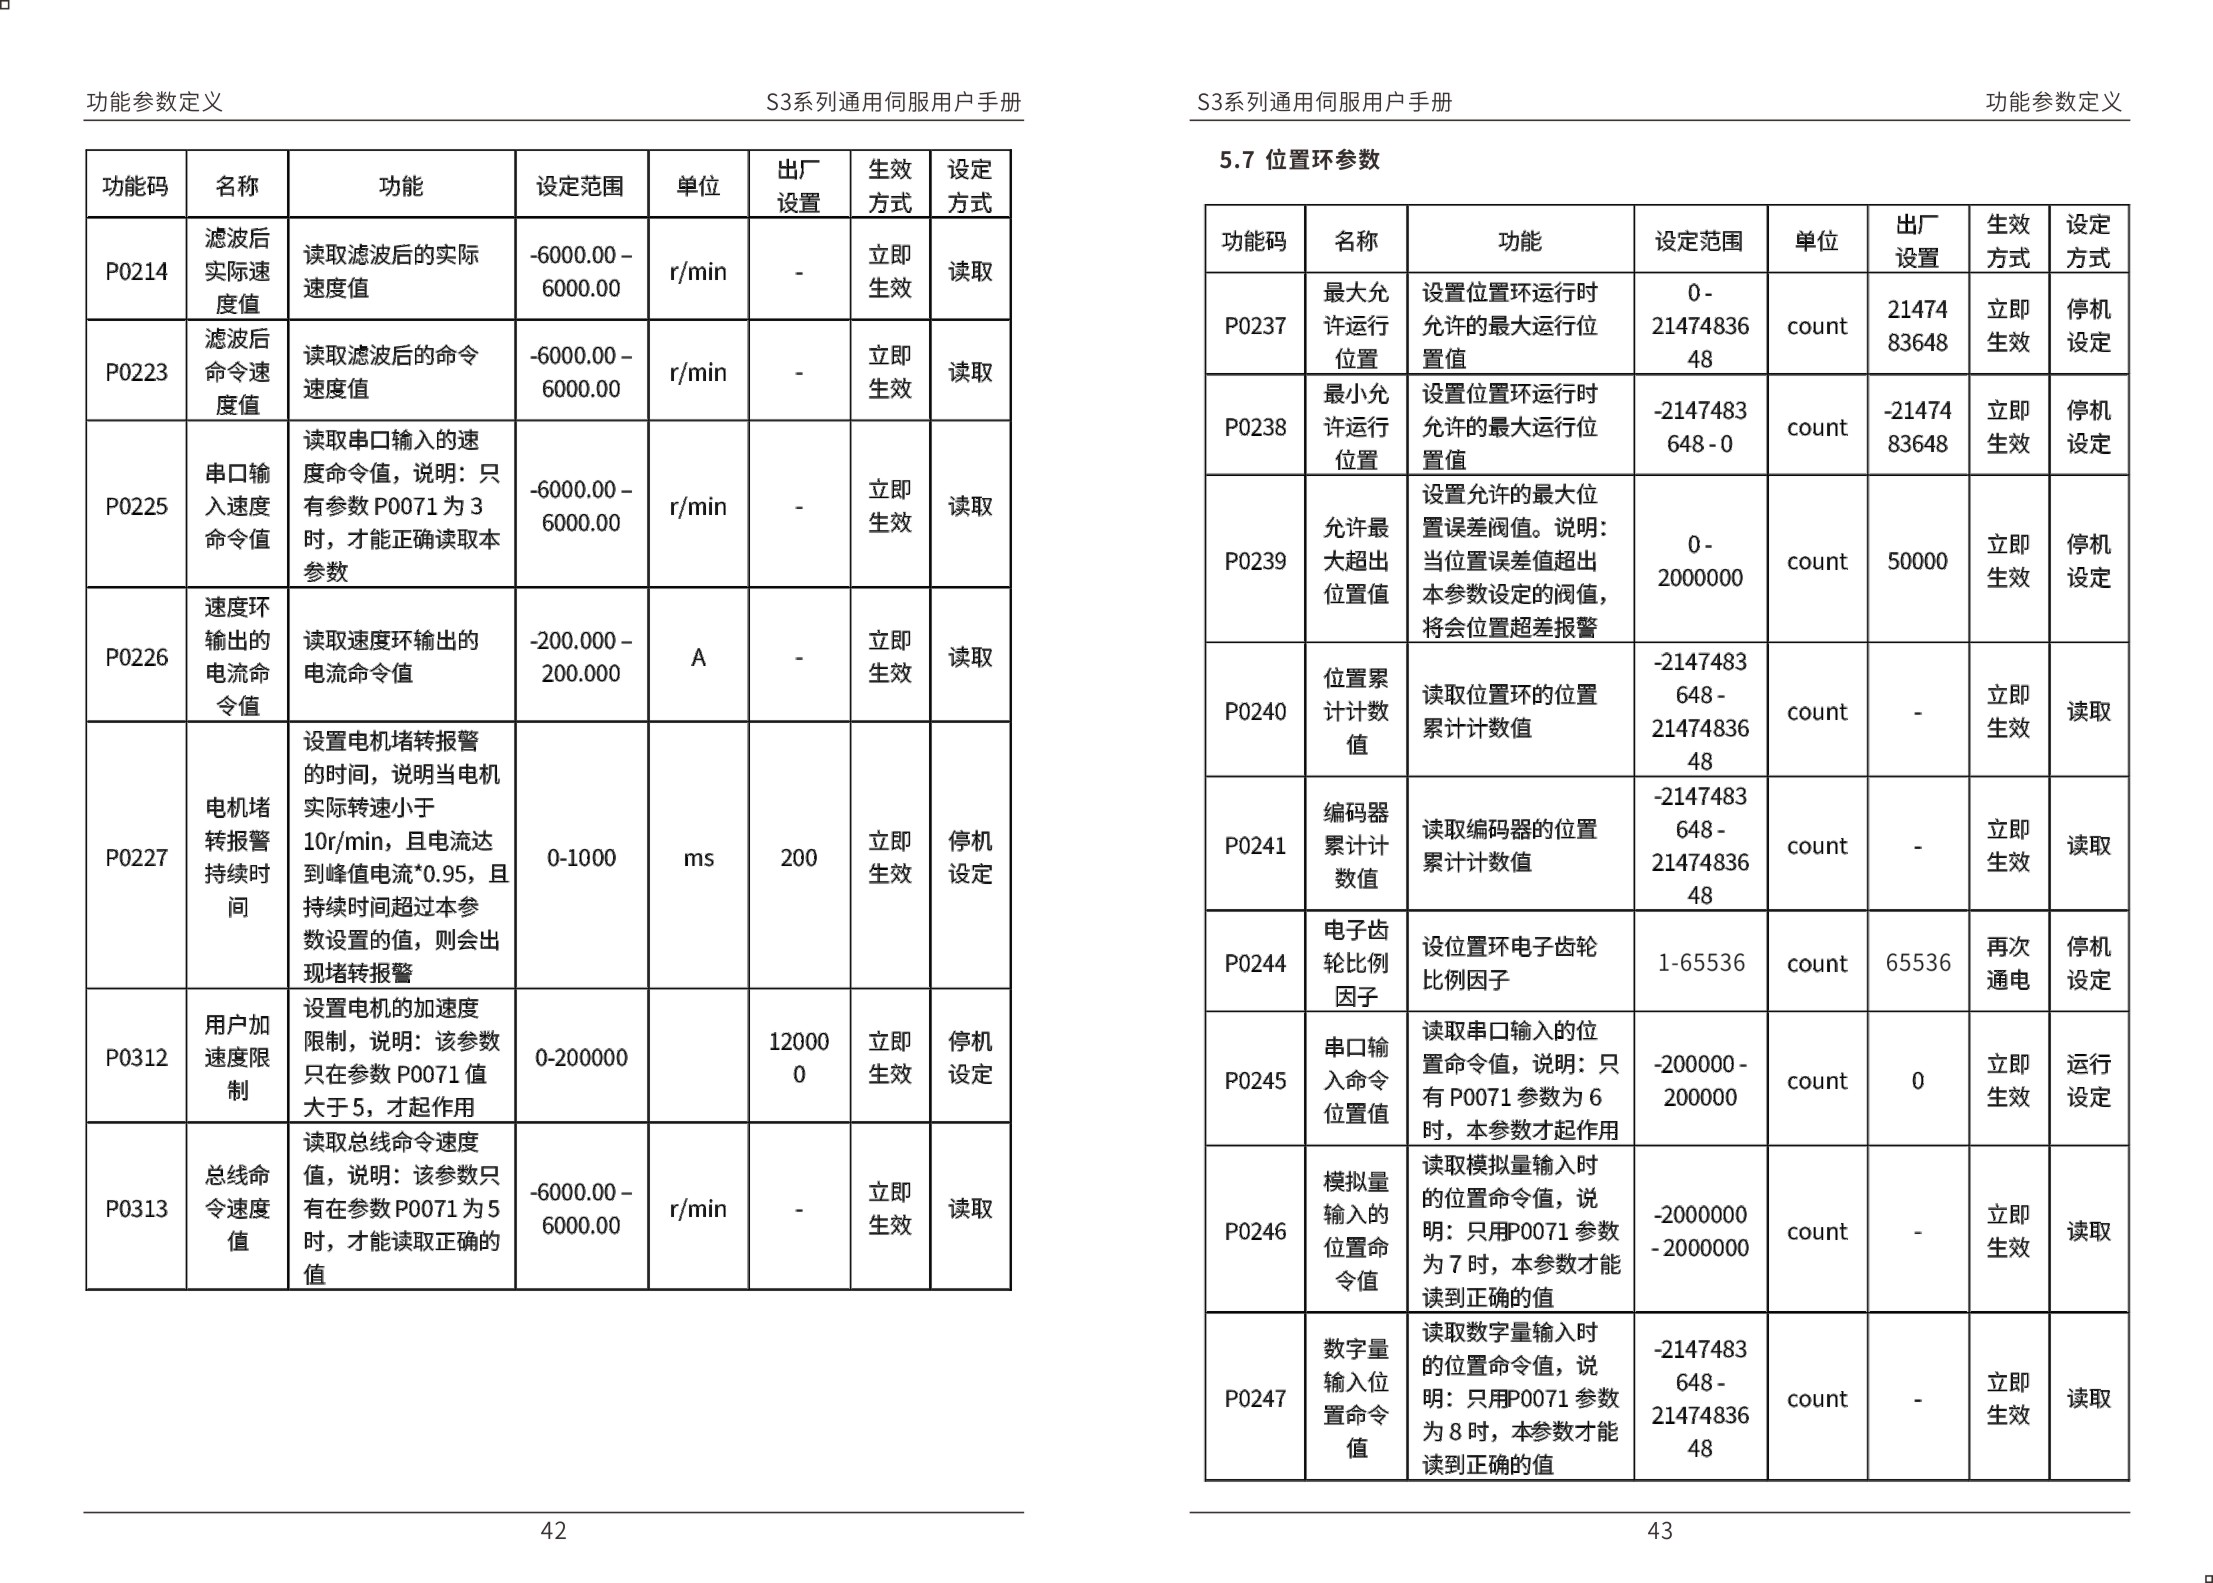 功能参数定义
S3系列通用伺服用户手册
功能码 名称 功能 设定范围 单位 出厂设置 生效方式 设定方式
P0214 滤波后实际速度值 读取滤波后的实际速度值 -6000.00 – 6000.00 r/min - 立即生效 读取
P0223 滤波后命令速度值 读取滤波后的命令速度值 -6000.00 – 6000.00 r/min - 立即生效 读取
P0225 串口输入速度命令值 读取串口输入的速度命令值，说明：只有参数 P0071 为 3 时，才能正确读取本参数 -6000.00 – 6000.00 r/min - 立即生效 读取
P0226 速度环输出的电流命令值 读取速度环输出的电流命令值 -200.000 – 200.000 A - 立即生效 读取
P0227 电机堵转报警持续时间 设置电机堵转报警的时间，说明当电机实际转速小于 10r/min，且电流达到峰值电流*0.95，且持续时间超过本参数设置的值，则会出现堵转报警 0-1000 ms 200 立即生效 停机设定
P0312 用户加速度限制 设置电机的加速度限制，说明：该参数只在参数 P0071 值大于 5，才起作用 0-200000 120000 立即生效 停机设定
P0313 总线命令速度值 读取总线命令速度值，说明：该参数只有在参数 P0071 为 5 时，才能读取正确的值 -6000.00 – 6000.00 r/min - 立即生效 读取
42
S3系列通用伺服用户手册
功能参数定义
5.7 位置环参数
功能码 名称 功能 设定范围 单位 出厂设置 生效方式 设定方式
P0237 最大允许运行位置 设置位置环运行时允许的最大运行位置值 0 - 2147483648 count 2147483648 立即生效 停机设定
P0238 最小允许运行位置 设置位置环运行时允许的最大运行位置值 -2147483648 - 0 count -2147483648 立即生效 停机设定
P0239 允许最大超出位置值 设置允许的最大位置误差阀值。说明：当位置误差值超出本参数设定的阀值，将会位置超差报警 0 - 2000000 count 50000 立即生效 停机设定
P0240 位置累计计数值 读取位置环的位置累计计数值 -2147483648 - 2147483648 count - 立即生效 读取
P0241 编码器累计计数值 读取编码器的位置累计计数值 -2147483648 - 2147483648 count - 立即生效 读取
P0244 电子齿轮比例因子 设位置环电子齿轮比例因子 1-65536 count 65536 再次通电 停机设定
P0245 串口输入命令位置值 读取串口输入的位置命令值，说明：只有 P0071 参数为 6 时，本参数才起作用 -200000 - 200000 count 0 立即生效 运行设定
P0246 模拟量输入的位置命令值 读取模拟量输入时的位置命令值，说明：只用P0071 参数为 7 时，本参数才能读到正确的值 -2000000 - 2000000 count - 立即生效 读取
P0247 数字量输入位置命令值 读取数字量输入时的位置命令值，说明：只用P0071 参数为 8 时，本参数才能读到正确的值 -2147483648 - 2147483648 count - 立即生效 读取
43